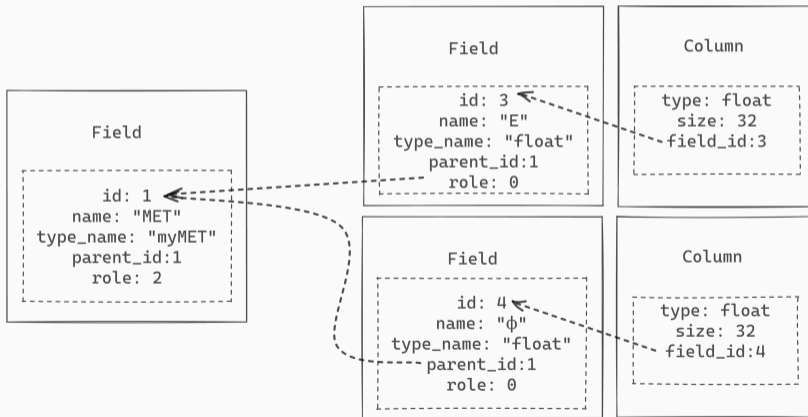 Field
id: 1
name: "MET"
type_name: "myMET"
parent_id:1
role: 2
Field
id: 3
name: "E"
type_name: "float"
parent_id:1
role: 0
Column
type: float
size: 32
field_id:3
Field
id: 4
name: "ϕ"
type_name: "float"
parent_id:1
role: 0
Column
type: float
size: 32
field_id:4